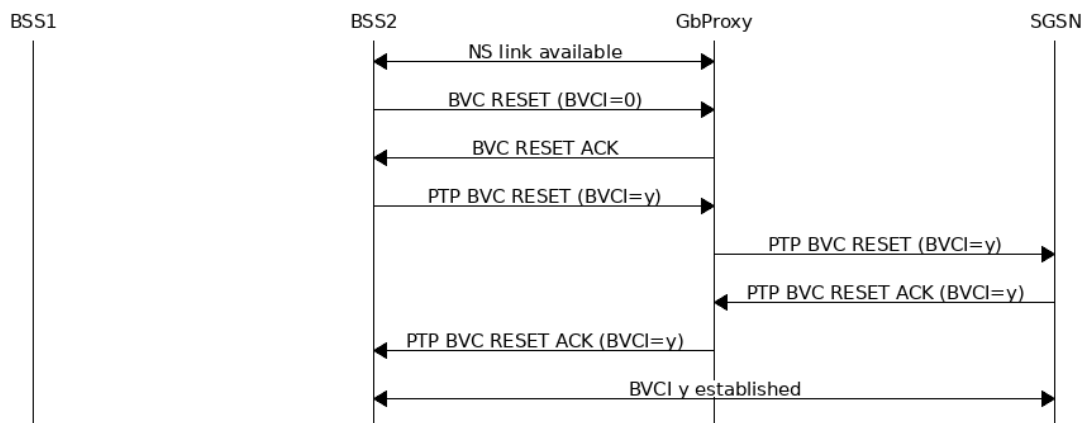 BSS1 BSS2 GbProxy SGSN
NS link available
BVC RESET (BVCI=0)
BVC RESET ACK
PTP BVC RESET (BVCI=y)
PTP BVC RESET (BVCI=y)
PTP BVC RESET ACK (BVCI=y)
PTP BVC RESET ACK (BVCI=y)
BVCI y established